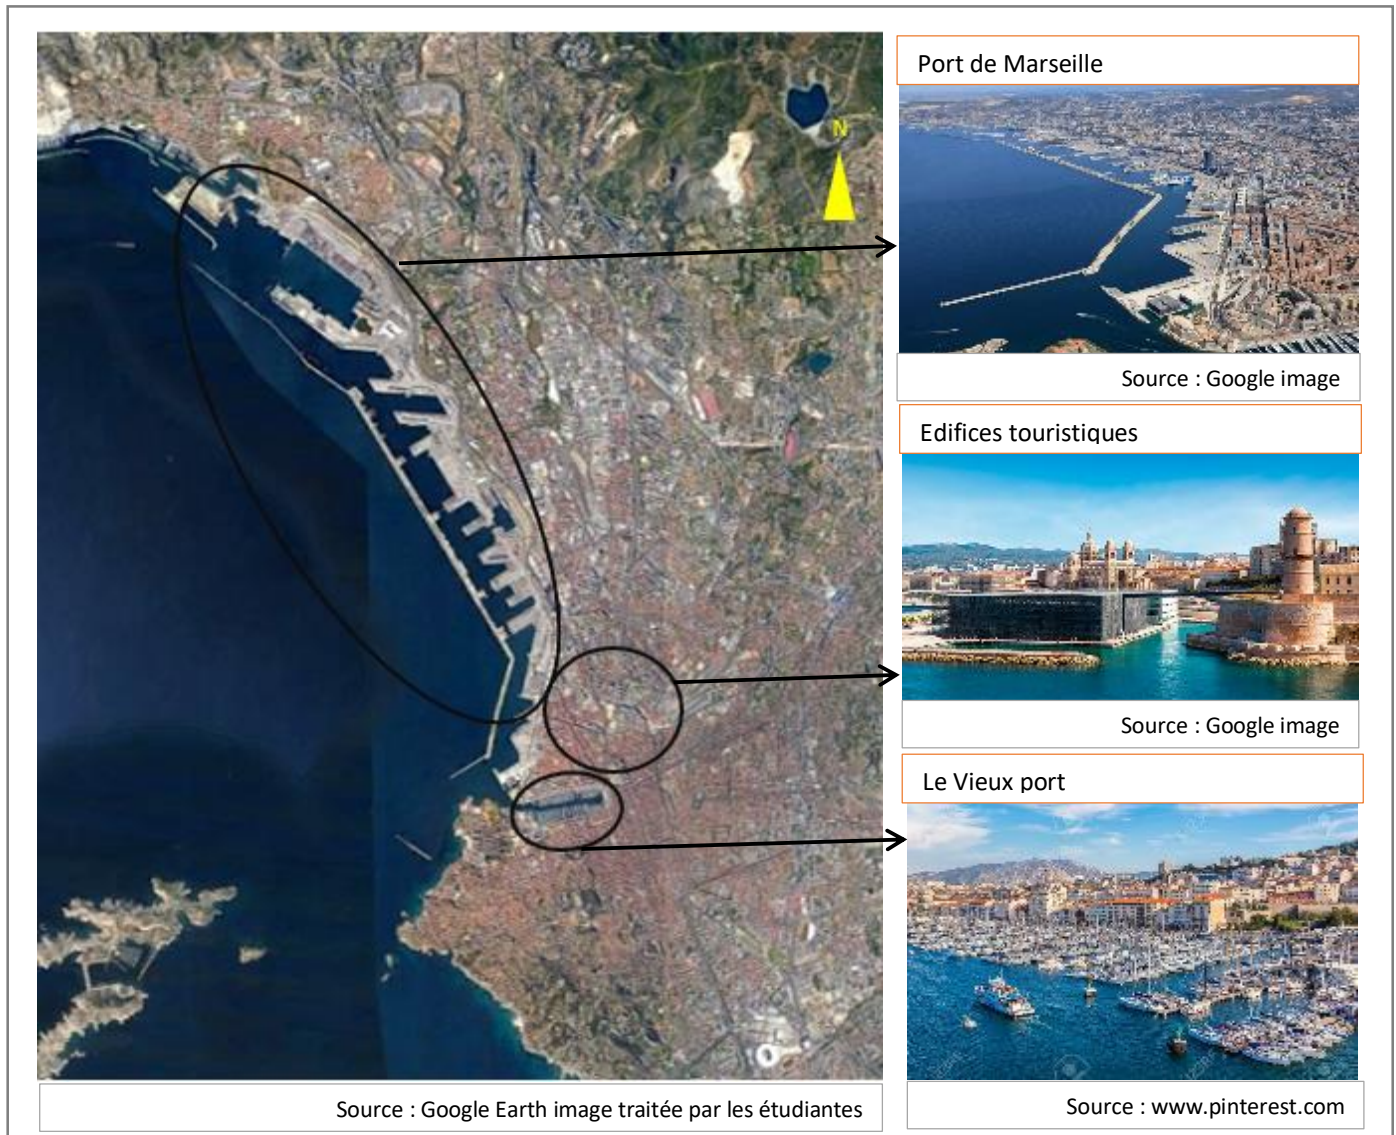 Port de Marseille
N
Source : Google image
Edifices touristiques
Source : Google image
Le Vieux port
Source : Google Earth image traitée par les étudiantes
Source : www.pinterest.com